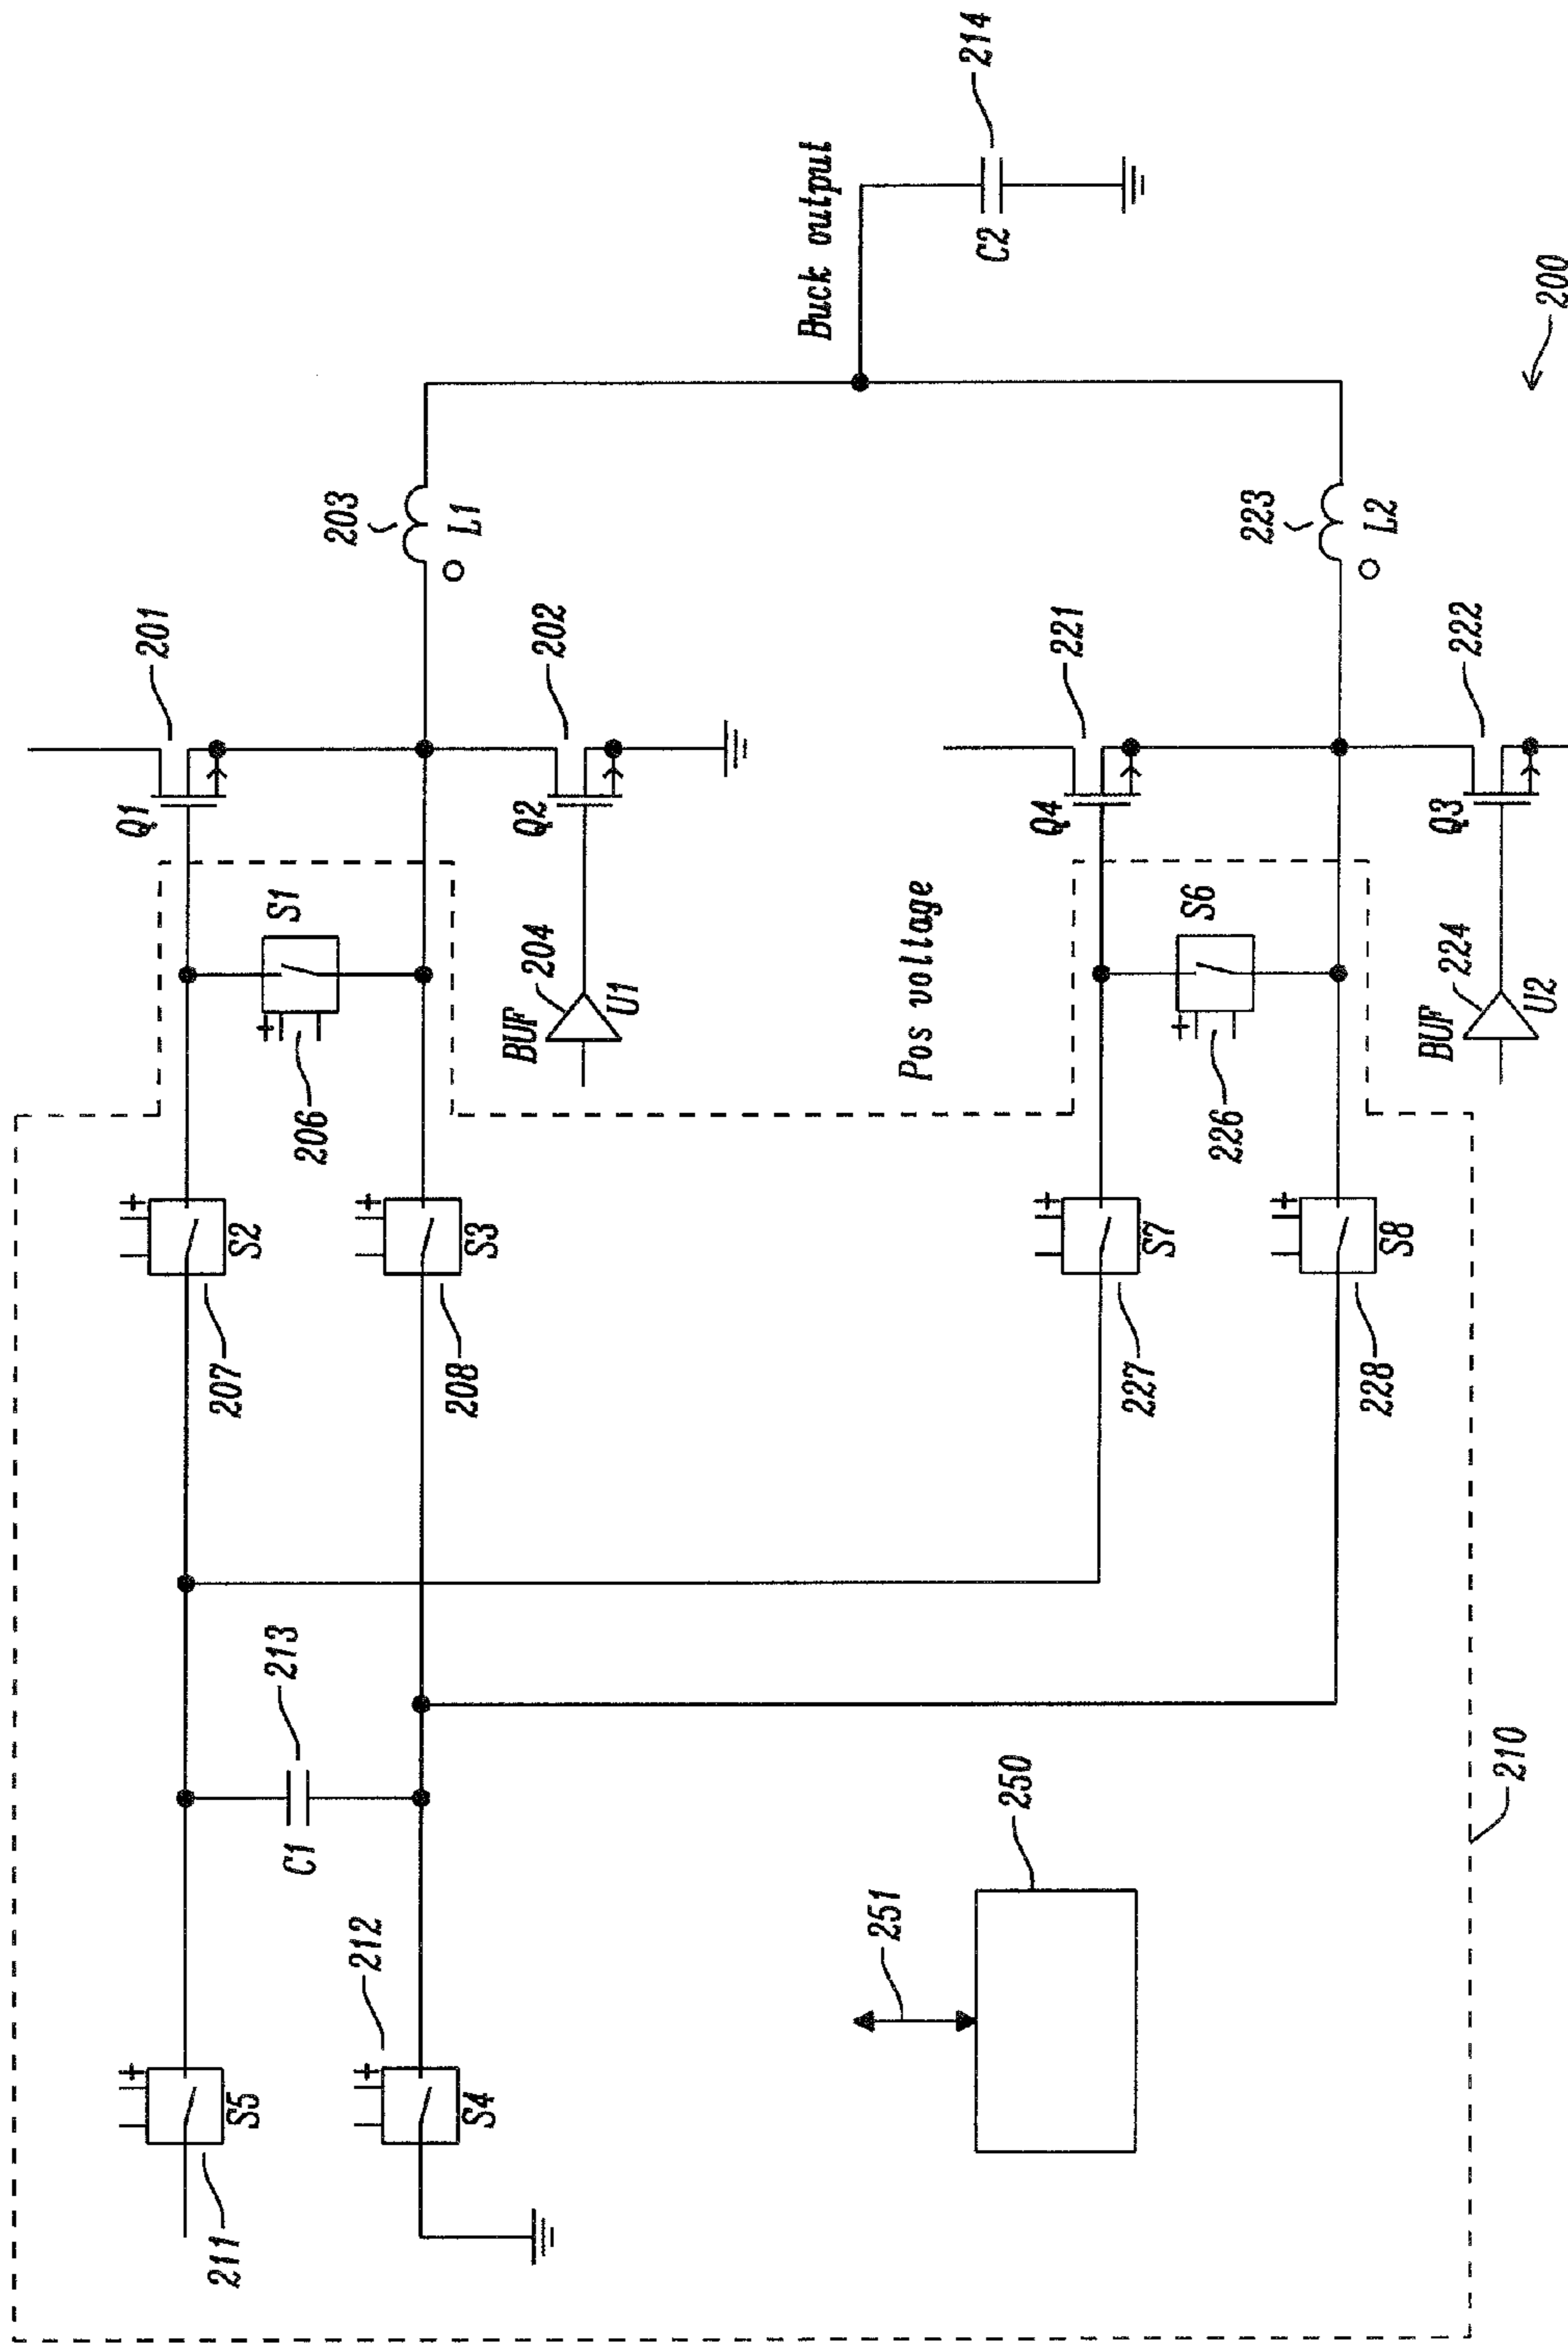 214
Buck output
C2
200
203
L1
223
L2
201
Q1
202
Q2
221
Q4
222
Q3
S1
206
BUF
204
U1
Pos voltage
S6
226
BUF
224
U2
+
+
S2
207
+
S3
208
+
S7
227
+
S8
228
+
213
C1
250
251
210
212
+
S5
211
+
S4